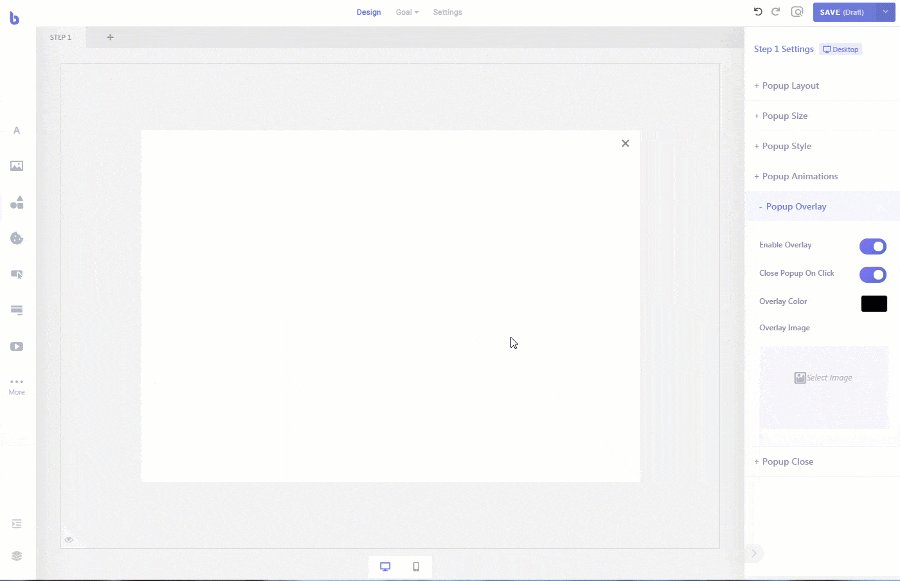 b
Design
Goal
Settings
SAVE (Draft)
STEP 1
+
Step 1 Settings
Desktop
+ Popup Layout
+ Popup Size
+ Popup Style
+ Popup Animations
- Popup Overlay
Enable Overlay
Close Popup On Click
Overlay Color
Overlay Image
Select Image
+ Popup Close
A
More